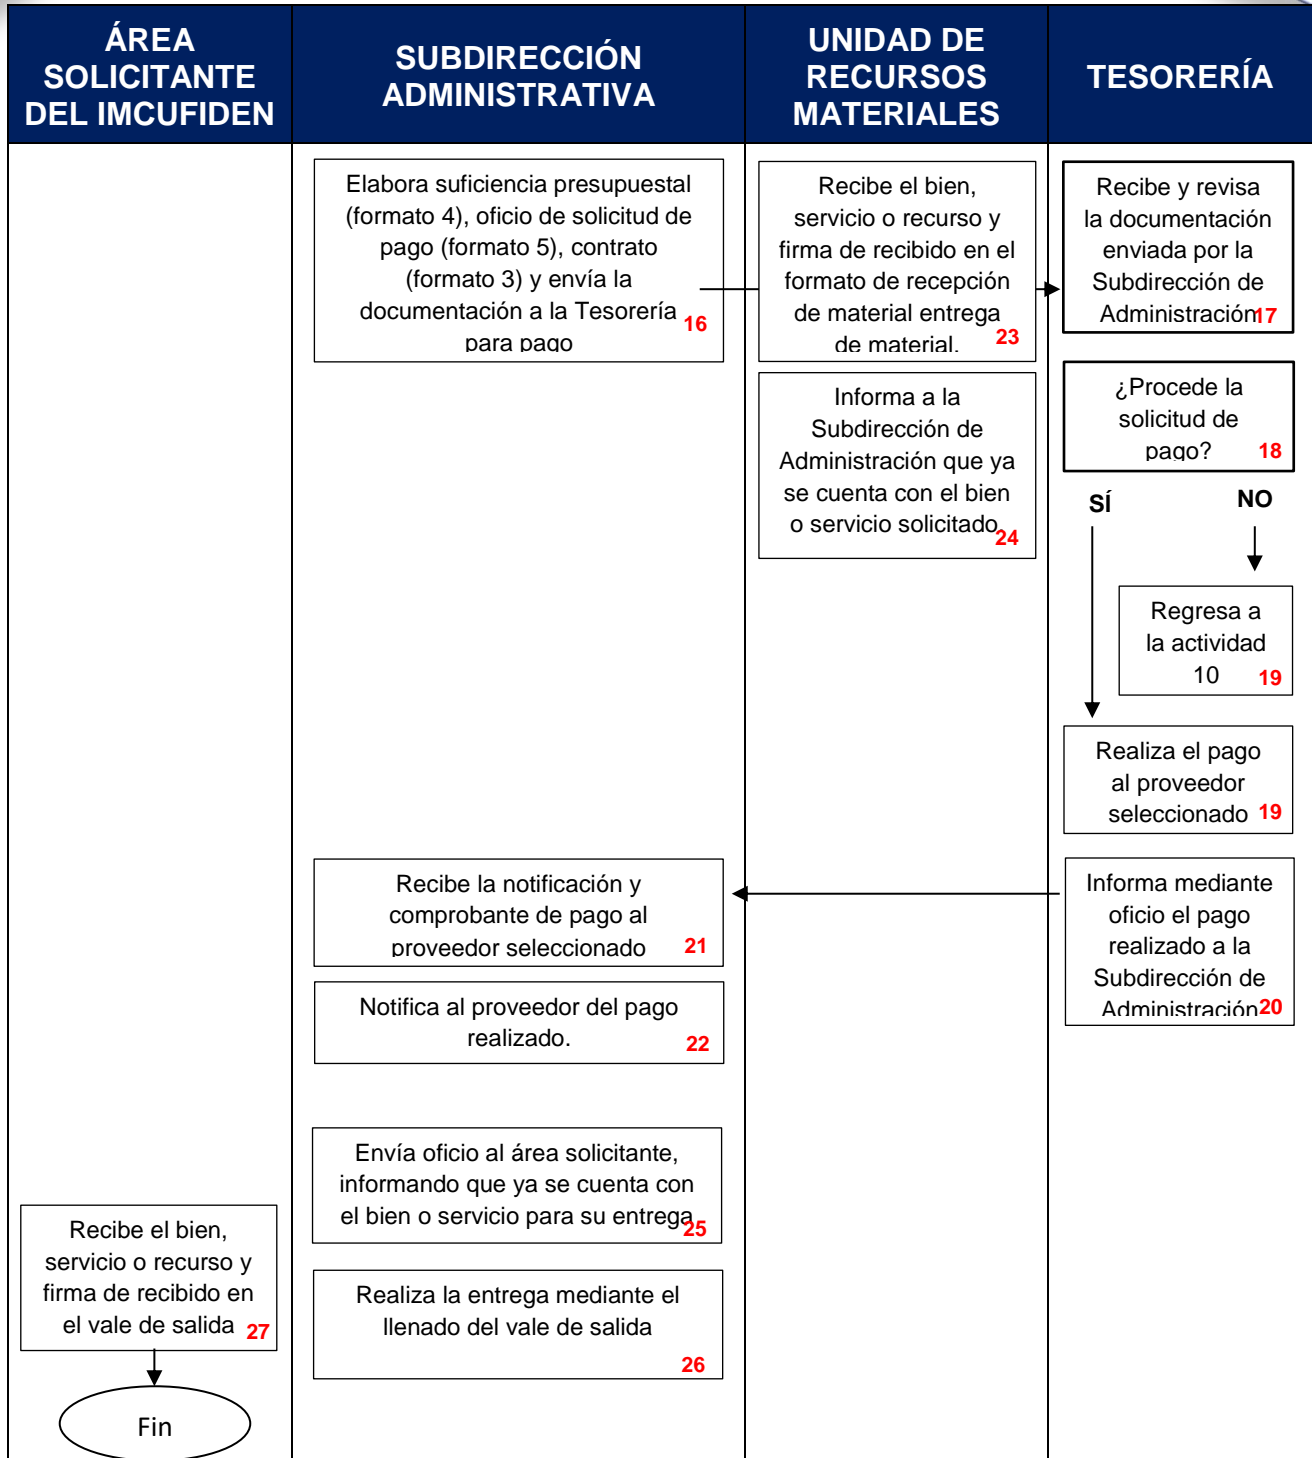 ÁREA
SOLICITANTE
DEL IMCUFIDEN
SUBDIRECCIÓN
ADMINISTRATIVA
UNIDAD DE
RECURSOS
MATERIALES
TESORERÍA
Elabora suficiencia presupuestal
(formato 4), oficio de solicitud de
pago (formato 5), contrato
(formato 3) y envía la
documentación a la Tesorería
para pago
16
Recibe el bien,
servicio o recurso y
firma de recibido en el
formato de recepción
de material entrega
de material.
23
Recibe y revisa
la documentación
enviada por la
Subdirección de
Administración
17
Informa a la
Subdirección de
Administración que ya
se cuenta con el bien
o servicio solicitado.
24
¿Procede la
solicitud de
pago?
18
SÍ
NO
Regresa a
la actividad
10
19
Realiza el pago
al proveedor
seleccionado
19
Recibe la notificación y
comprobante de pago al
proveedor seleccionado
21
Informa mediante
oficio el pago
realizado a la
Subdirección de
Administración
20
Notifica al proveedor del pago
realizado.
22
Envía oficio al área solicitante,
informando que ya se cuenta con
el bien o servicio para su entrega
25
Recibe el bien,
servicio o recurso y
firma de recibido en
el vale de salida
27
Realiza la entrega mediante el
llenado del vale de salida
26
Fin